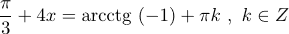 π/3 + 4x = arcctg (−1) + πk , k ∈ Z